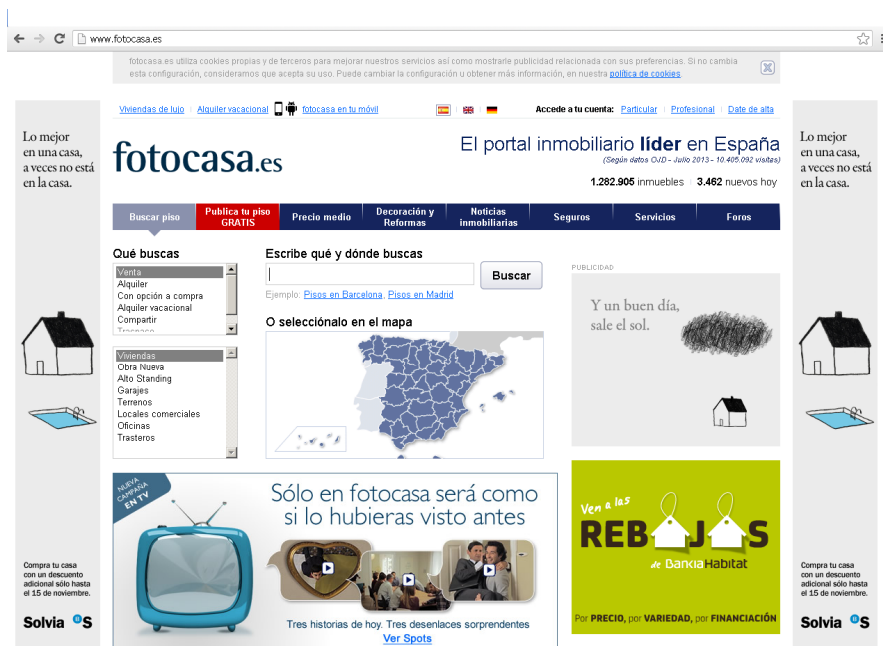 www.fotocasa.es
fotocasa.es utiliza cookies propias y de terceros para mejorar nuestros servicios así como mostrarle publicidad relacionada con sus preferencias. Si no cambia
esta configuración, consideramos que acepta su uso. Puede cambiar la configuración u obtener más información, en nuestra política de cookies.
Viviendas de lujo Alquiler vacacional fotocasa en tu móvil Accede a tu cuenta: Particular Profesional Date de alta
Lo mejor
en una casa,
a veces no está
en la casa.
fotocasa.es
El portal inmobiliario líder en España
(Según datos OJD - Julio 2013 - 10.405.092 visitas)
1.282.905 inmuebles 3.462 nuevos hoy
Lo mejor
en una casa,
a veces no está
en la casa.
Buscar piso
Publica tu piso
GRATIS
Precio medio
Decoración y
Reformas
Noticias
inmobiliarias
Seguros
Servicios
Foros
Qué buscas
Venta
Alquiler
Con opción a compra
Alquiler vacacional
Compartir
Traspaso
Viviendas
Obra Nueva
Alto Standing
Garajes
Terrenos
Locales comerciales
Oficinas
Trasteros
Escribe qué y dónde buscas
Buscar
Ejemplo: Pisos en Barcelona, Pisos en Madrid
O selecciónalo en el mapa
PUBLICIDAD
Y un buen día,
sale el sol.
NUEVA
CAMPAÑA
EN TV
Sólo en fotocasa será como
si lo hubieras visto antes
Tres historias de hoy. Tres desenlaces sorprendentes
Ver Spots
Ven a las
REBAJAS
de BankiaHabitat
Por PRECIO, por VARIEDAD, por FINANCIACIÓN
Compra tu casa
con un descuento
adicional sólo hasta
el 15 de noviembre.
Solvia BS
Compra tu casa
con un descuento
adicional sólo hasta
el 15 de noviembre.
Solvia BS